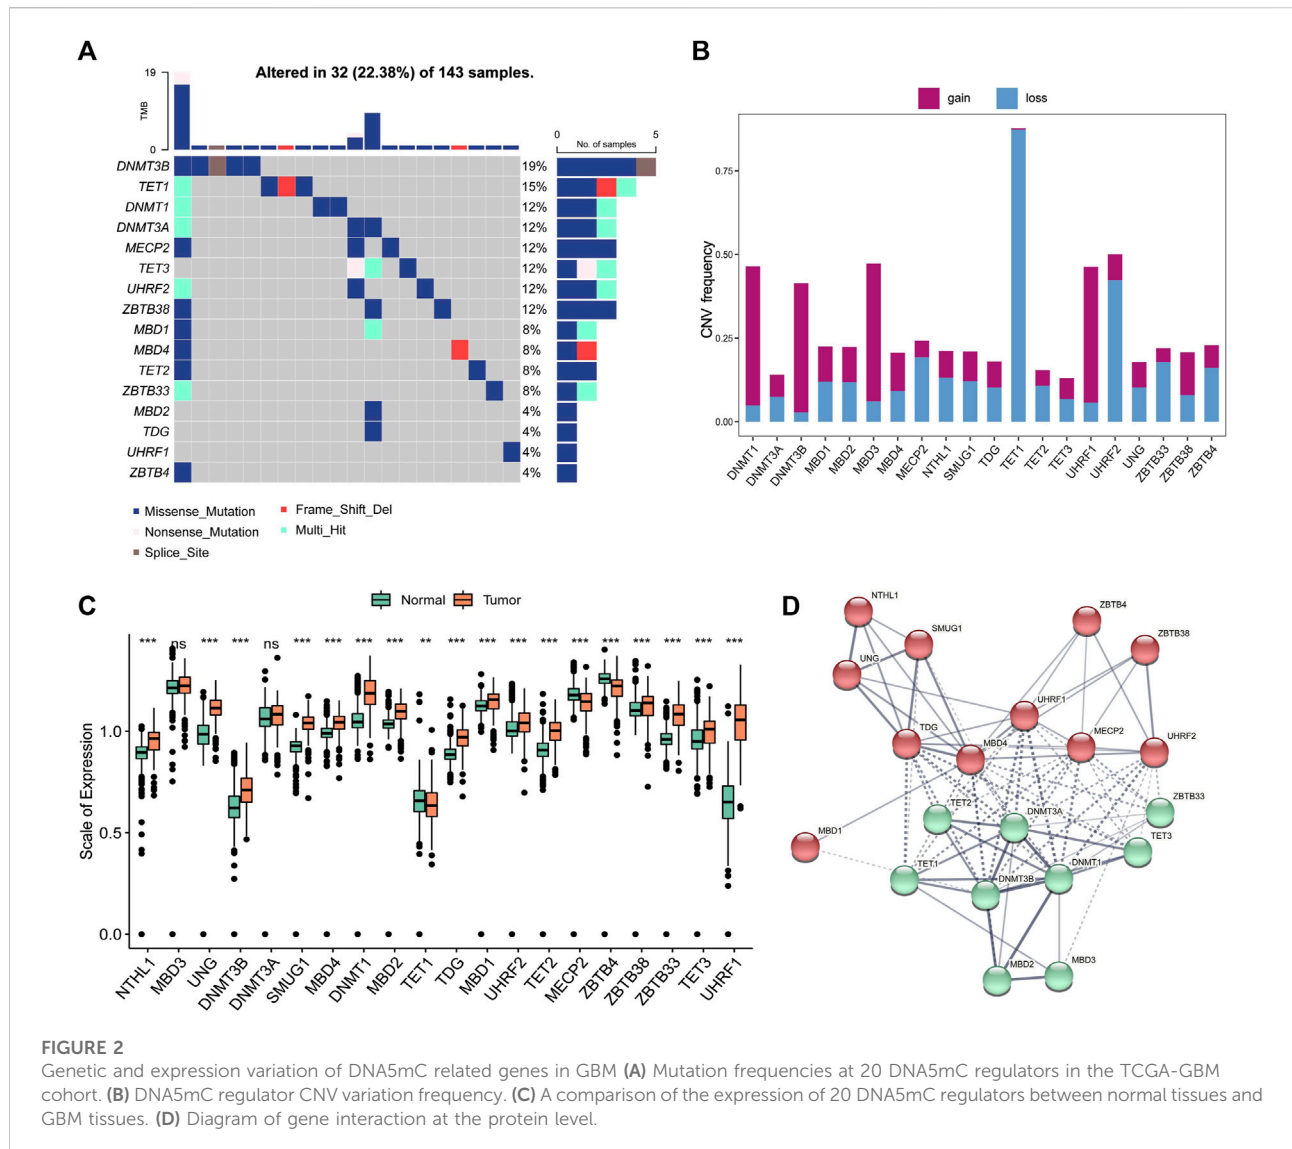 A
Altered in 32 (22.38%) of 143 samples.
19
TMB
0
0 5
No. of samples
DNMT3B 19%
TET1 15%
DNMT1 12%
DNMT3A 12%
MECP2 12%
TET3 12%
UHRF2 12%
ZBTB38 12%
MBD1 8%
MBD4 8%
TET2 8%
ZBTB33 8%
MBD2 4%
TDG 4%
UHRF1 4%
ZBTB4 4%
Missense_Mutation Frame_Shift_Del
Nonsense_Mutation Multi_Hit
Splice_Site
B
gain loss
CNV frequency
0.75
0.50
0.25
0.00
DNMT1 DNMT3A DNMT3B MBD1 MBD2 MBD3 MBD4 MECP2 NTHL1 SMUG1 TDG TET1 TET2 TET3 UHRF1 UHRF2 UNG ZBTB33 ZBTB38 ZBTB4
C
Normal Tumor
*** ns *** *** ns *** *** *** *** ** *** *** *** *** *** *** *** *** *** ***
Scale of Expression
1.0
0.5
0.0
NTHL1 MBD3 UNG DNMT3B DNMT3A SMUG1 MBD4 DNMT1 MBD2 TET1 TDG MBD1 UHRF2 TET2 MECP2 ZBTB4 ZBTB38 ZBTB33 TET3 UHRF1
D
NTHL1
ZBTB4
SMUG1
ZBTB38
UNG
UHRF1
TDG
MBD4
MECP2
UHRF2
ZBTB33
TET2
DNMT3A
MBD1
TET3
TET1
DNMT1
DNMT3B
MBD2
MBD3
FIGURE 2
Genetic and expression variation of DNA5mC related genes in GBM (A) Mutation frequencies at 20 DNA5mC regulators in the TCGA-GBM
cohort. (B) DNA5mC regulator CNV variation frequency. (C) A comparison of the expression of 20 DNA5mC regulators between normal tissues and
GBM tissues. (D) Diagram of gene interaction at the protein level.